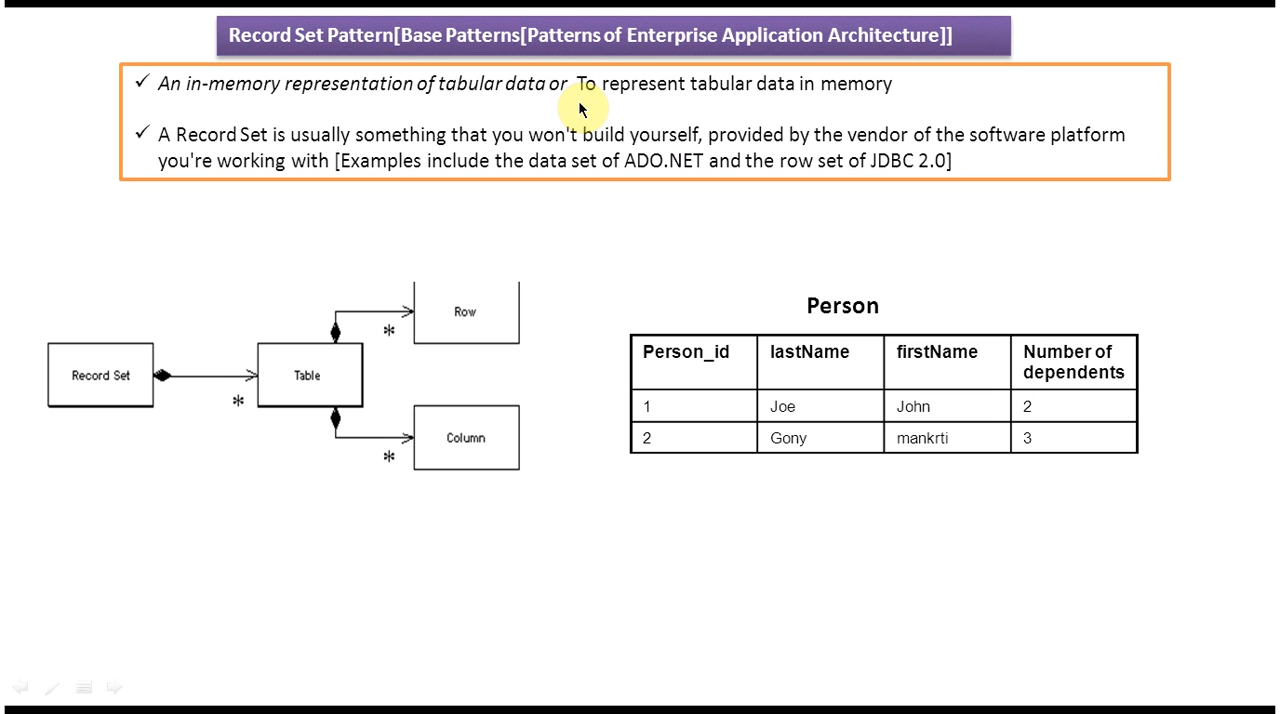 Record Set Pattern[Base Patterns[Patterns of Enterprise Application Architecture]]
✓ An in-memory representation of tabular data or To represent tabular data in memory
✓ A Record Set is usually something that you won't build yourself, provided by the vendor of the software platform
you're working with [Examples include the data set of ADO.NET and the row set of JDBC 2.0]
Row
*
Record Set
*
Table
Column
*
Person
Person_id lastName firstName Number of
dependents
1 Joe John 2
2 Gony mankrti 3